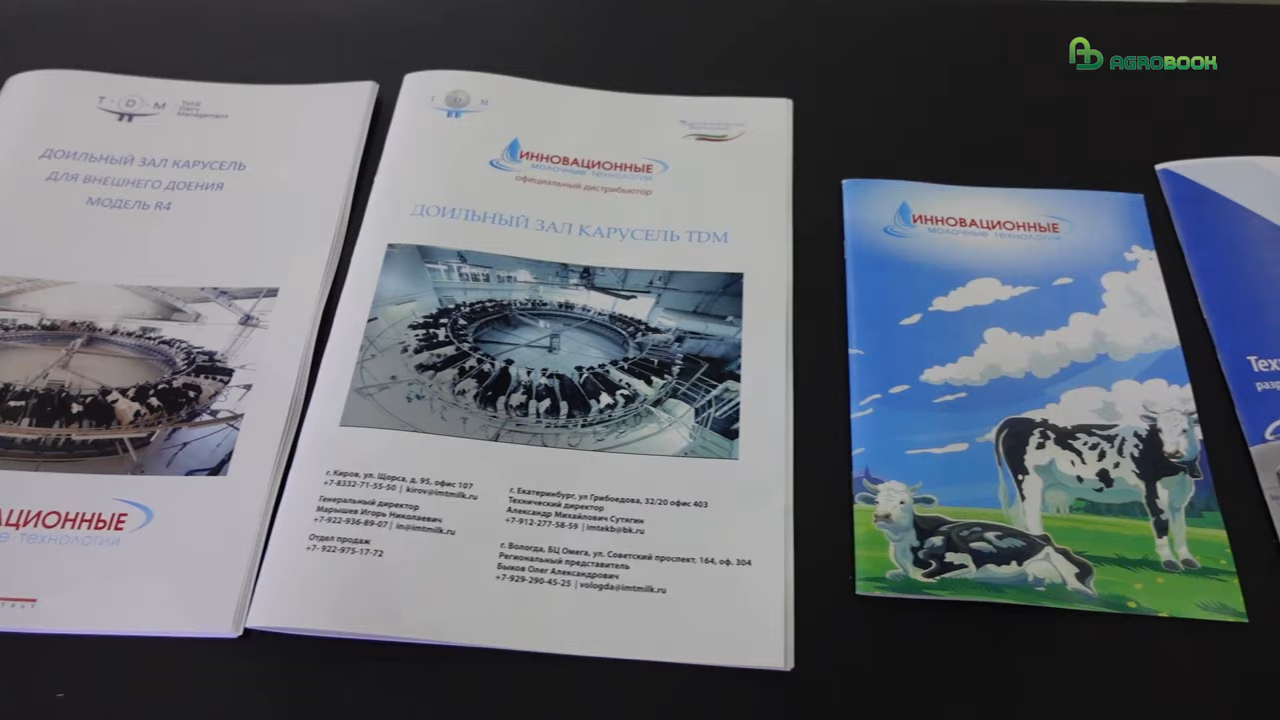 AGROBOOK
T D M
Total
Dairy
Management
ДОИЛЬНЫЙ ЗАЛ КАРУСЕЛЬ
ДЛЯ ВНЕШНЕГО ДОЕНИЯ
МОДЕЛЬ R4
T D M
ИННОВАЦИОННЫЕ
МОЛОЧНЫЕ ТЕХНОЛОГИИ
официальный дистрибьютор
ДОИЛЬНЫЙ ЗАЛ КАРУСЕЛЬ TDM
г. Киров, ул. Щорса, д. 95, офис 107
+7-8332-71-55-50 | kirov@imtmilk.ru
Генеральный директор
Марышев Игорь Николаевич
+7-922-936-89-07 | in@imtmilk.ru
Отдел продаж
+7- 922-975-17-72
г. Екатеринбург, ул Грибоедова, 32/20 офис 403
Технический директор
Александр Михайлович Сутягин
+7-912-277-58-59 | imtekb@bk.ru
г. Вологда, БЦ Омега, ул. Советский проспект, 164, оф. 304
Региональный представитель
Быков Олег Александрович
+7-929-290-45-25 | vologda@imtmilk.ru
ИННОВАЦИОННЫЕ
МОЛОЧНЫЕ ТЕХНОЛОГИИ